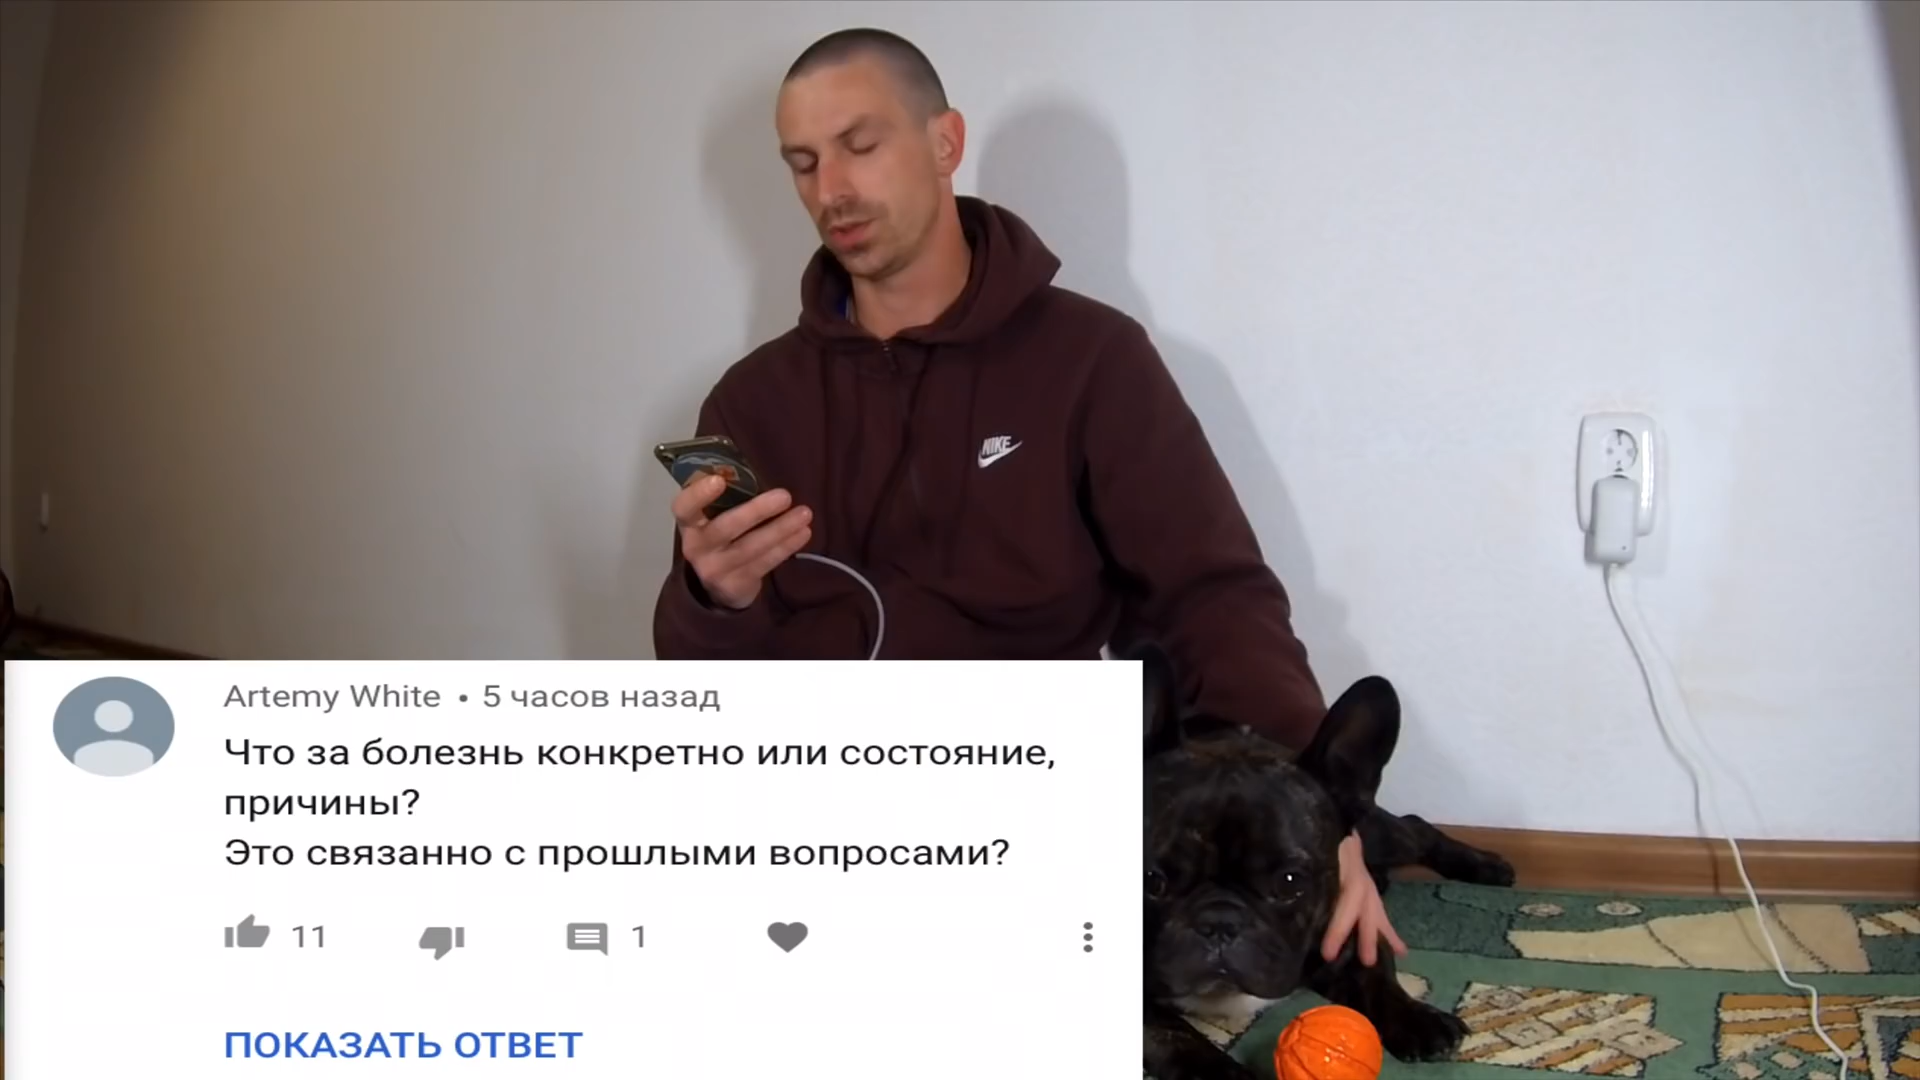 NIKE
Artemy White • 5 часов назад
Что за болезнь конкретно или состояние,
причины?
Это связанно с прошлыми вопросами?
11
1
ПОКАЗАТЬ ОТВЕТ